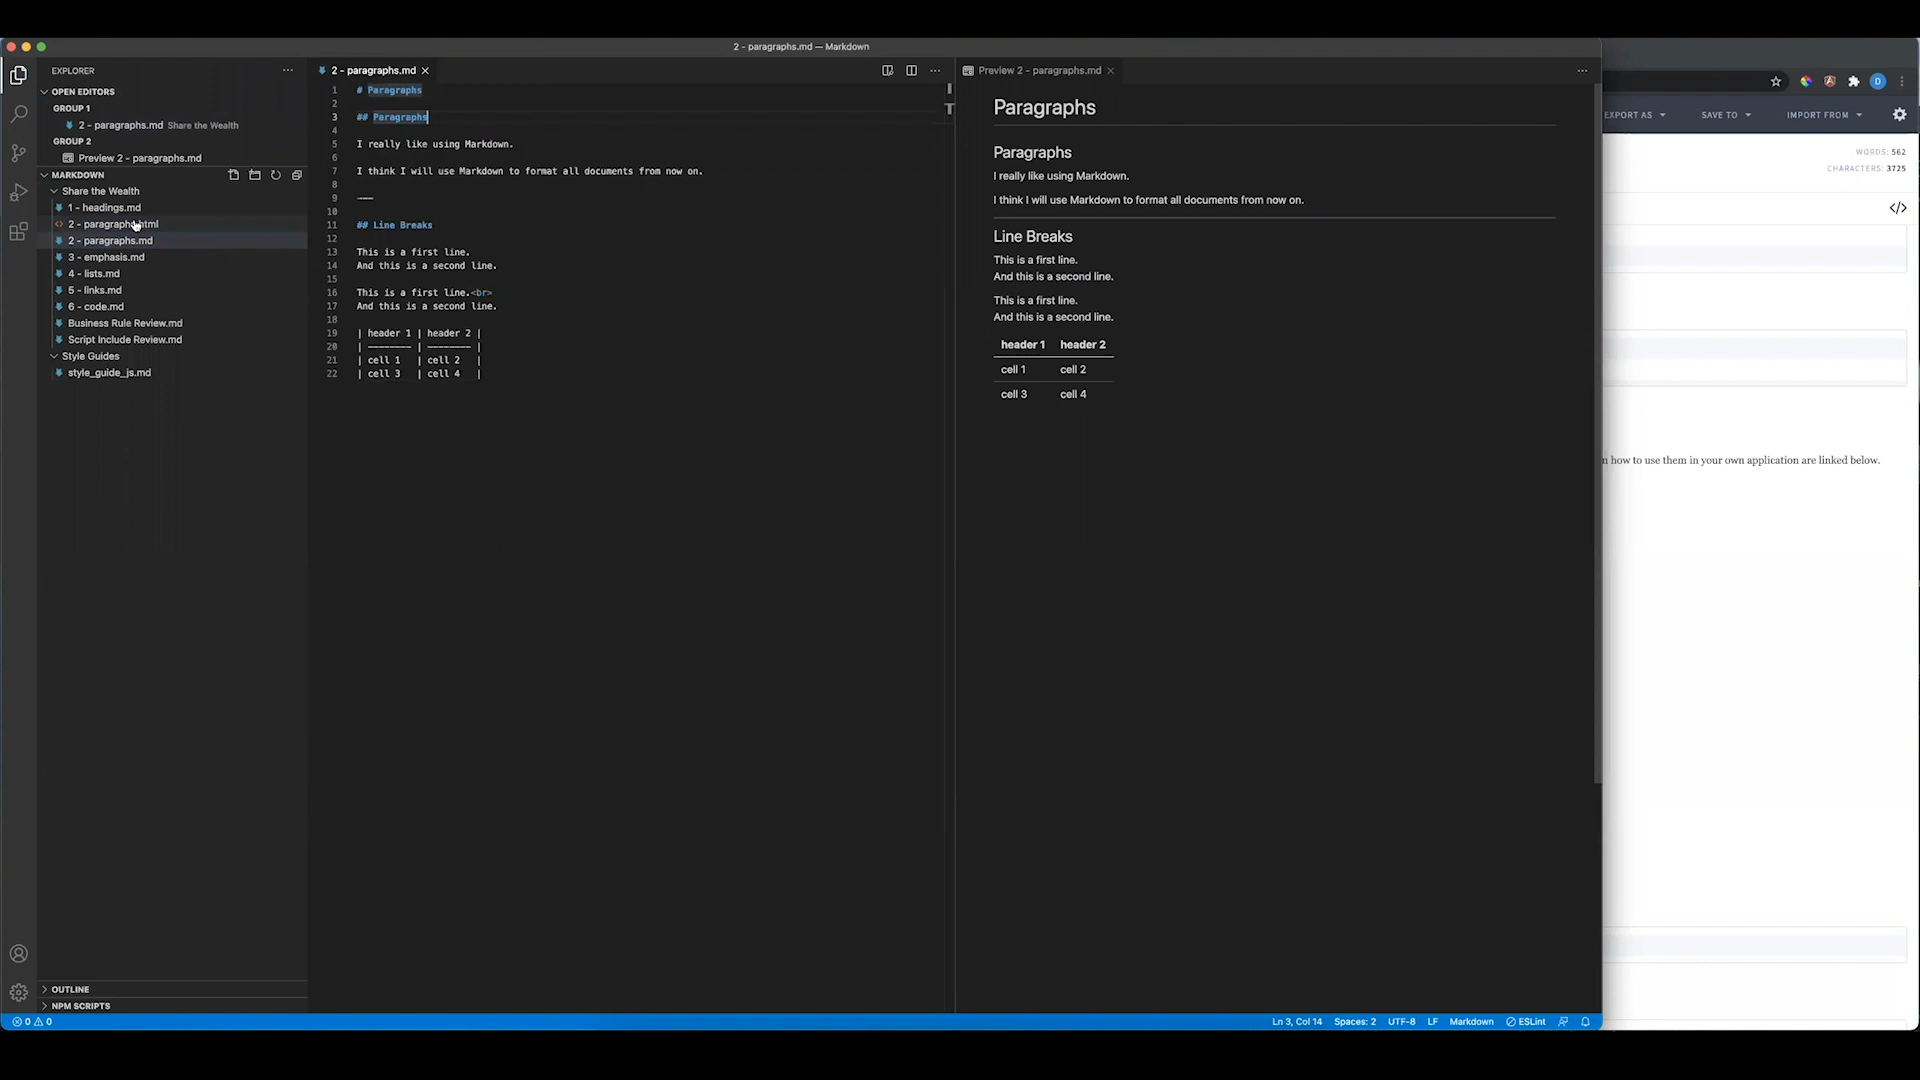 2 - paragraphs.md — Markdown
EXPLORER
OPEN EDITORS
GROUP 1
2 - paragraphs.md Share the Wealth
GROUP 2
Preview 2 - paragraphs.md
MARKDOWN
Share the Wealth
1 - headings.md
2 - paragraphs.html
2 - paragraphs.md
3 - emphasis.md
4 - lists.md
5 - links.md
6 - code.md
Business Rule Review.md
Script Include Review.md
Style Guides
style_guide_js.md
OUTLINE
NPM SCRIPTS
2 - paragraphs.md
1 # Paragraphs
2
3 ## Paragraphs
4
5 I really like using Markdown.
6
7 I think I will use Markdown to format all documents from now on.
8
9 ---
10
11 ## Line Breaks
12
13 This is a first line.
14 And this is a second line.
15
16 This is a first line.<br>
17 And this is a second line.
18
19 | header 1 | header 2 |
20 | -------- | -------- |
21 | cell 1 | cell 2 |
22 | cell 3 | cell 4 |
Preview 2 - paragraphs.md
Paragraphs
Paragraphs
I really like using Markdown.
I think I will use Markdown to format all documents from now on.
Line Breaks
This is a first line.
And this is a second line.
This is a first line.
And this is a second line.
header 1 header 2
cell 1 cell 2
cell 3 cell 4
D
EXPORT AS SAVE TO IMPORT FROM
WORDS: 562
CHARACTERS: 3725
</>
how to use them in your own application are linked below.
0 0
Ln 3, Col 14 Spaces: 2 UTF-8 LF Markdown ESLint